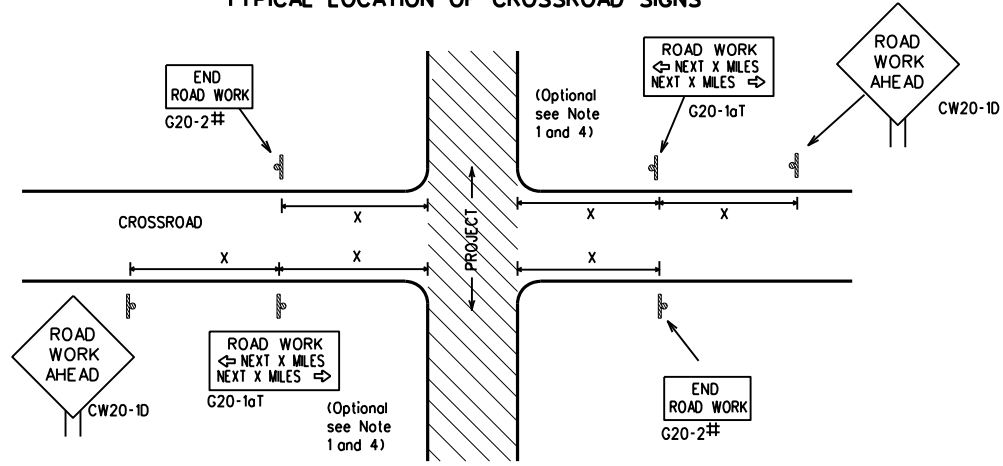 TYPICAL LOCATION OF CROSSROAD SIGNS
END
ROAD WORK
G20-2#
(Optional
see Note
1 and 4)
ROAD WORK
⇦ NEXT X MILES
NEXT X MILES ⇨
G20-1aT
ROAD
WORK
AHEAD
CW20-1D
X
X
X
CROSSROAD
PROJECT
X
X
X
ROAD
WORK
AHEAD
CW20-1D
ROAD WORK
⇦ NEXT X MILES
NEXT X MILES ⇨
G20-1aT
(Optional
see Note
1 and 4)
END
ROAD WORK
G20-2#